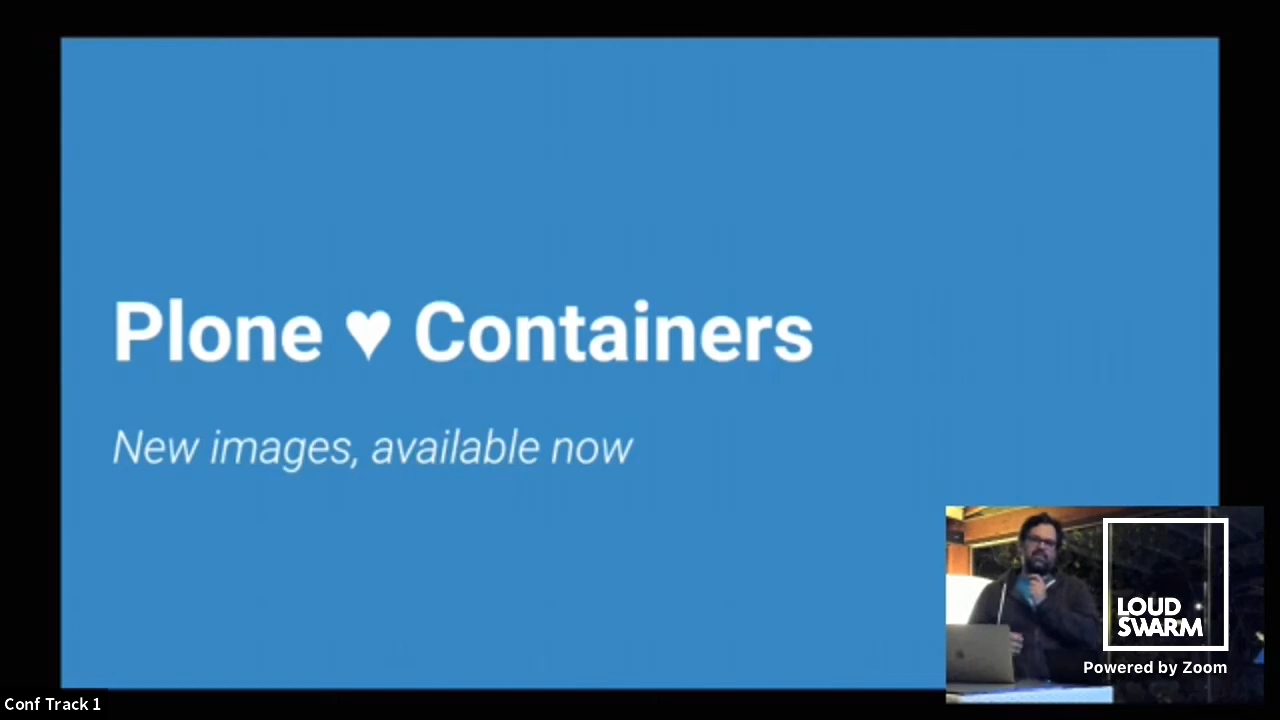 Plone ♥ Containers
New images, available now
LOUD
SWARM
Powered by Zoom
Conf Track 1